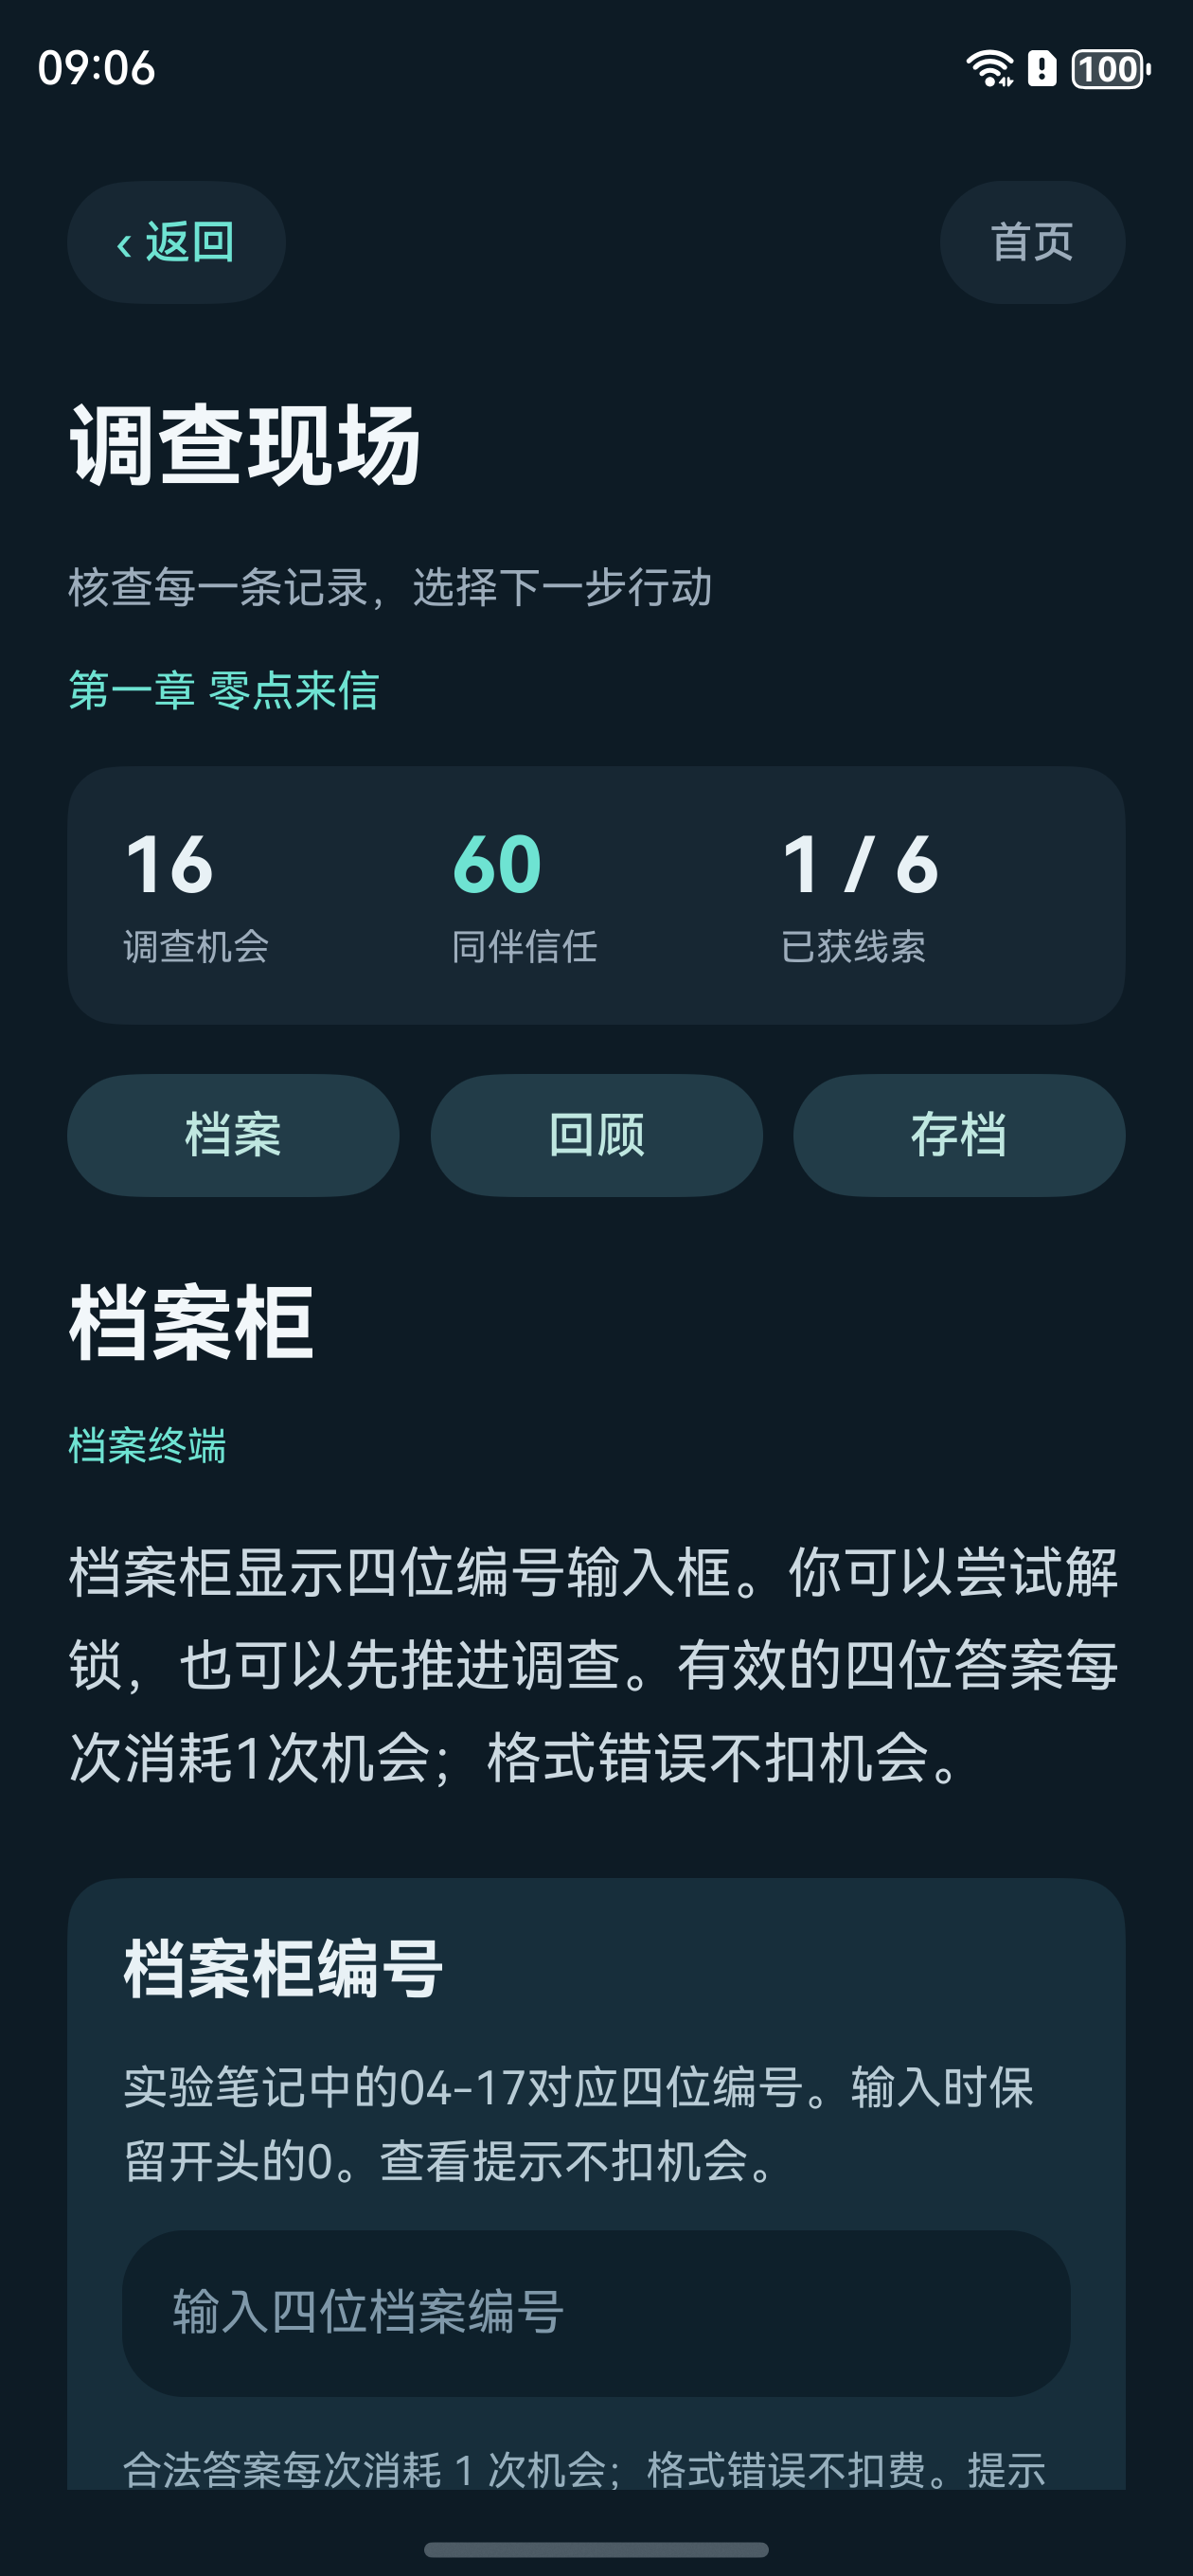 09:06
100
‹ 返回
首页
调查现场
核查每一条记录，选择下一步行动
第一章 零点来信
16
60
1 / 6
调查机会
同伴信任
已获线索
档案
回顾
存档
档案柜
档案终端
档案柜显示四位编号输入框。你可以尝试解
锁，也可以先推进调查。有效的四位答案每
次消耗1次机会；格式错误不扣机会。
档案柜编号
实验笔记中的04-17对应四位编号。输入时保
留开头的0。查看提示不扣机会。
输入四位档案编号
合法答案每次消耗 1 次机会；格式错误不扣费。提示